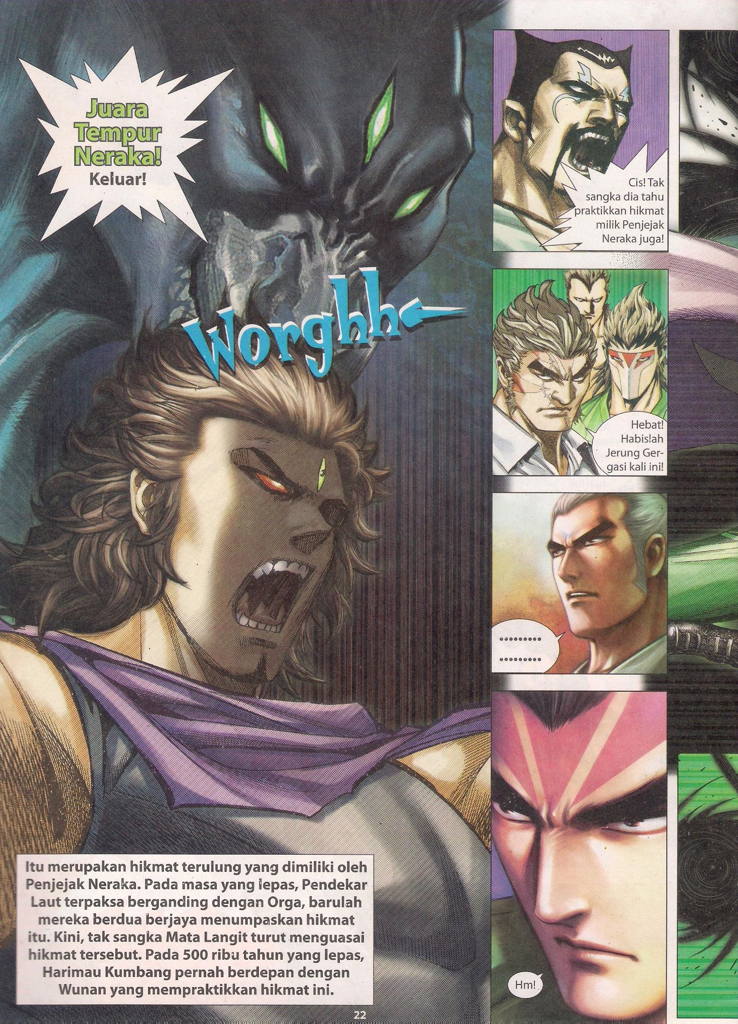 Juara
Tempur
Neraka!
Keluar!
Worghh
Cis! Tak
sangka dia tahu
praktikkan hikmat
milik Penjejak
Neraka juga!
Hebat!
Habislah
Jerung Ger-
gasi kali ini!
.........
.........
Hm!
Itu merupakan hikmat terulung yang dimiliki oleh
Penjejak Neraka. Pada masa yang lepas, Pendekar
Laut terpaksa berganding dengan Orga, barulah
mereka berdua berjaya menumpaskan hikmat
itu. Kini, tak sangka Mata Langit turut menguasai
hikmat tersebut. Pada 500 ribu tahun yang lepas,
Harimau Kumbang pernah berdepan dengan
Wunan yang mempraktikkan hikmat ini.
22